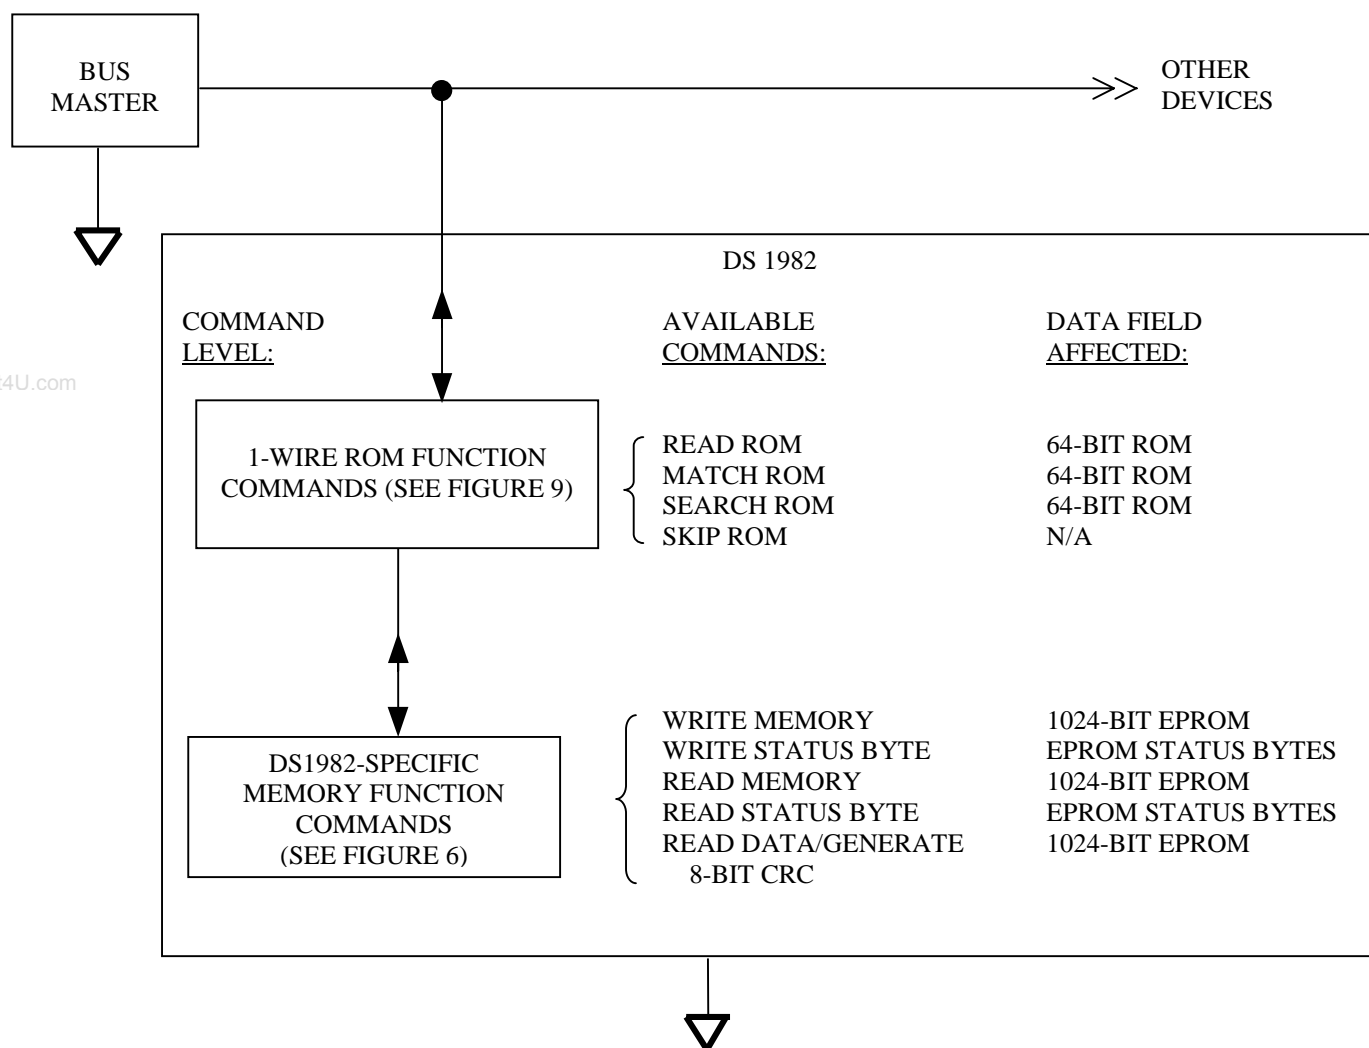 BUS
MASTER
OTHER
DEVICES
DS 1982
COMMAND
LEVEL:
AVAILABLE
COMMANDS:
DATA FIELD
AFFECTED:
t4U.com
1-WIRE ROM FUNCTION
COMMANDS (SEE FIGURE 9)
READ ROM 64-BIT ROM
MATCH ROM 64-BIT ROM
SEARCH ROM 64-BIT ROM
SKIP ROM N/A
DS1982-SPECIFIC
MEMORY FUNCTION
COMMANDS
(SEE FIGURE 6)
WRITE MEMORY 1024-BIT EPROM
WRITE STATUS BYTE EPROM STATUS BYTES
READ MEMORY 1024-BIT EPROM
READ STATUS BYTE EPROM STATUS BYTES
READ DATA/GENERATE 1024-BIT EPROM
8-BIT CRC